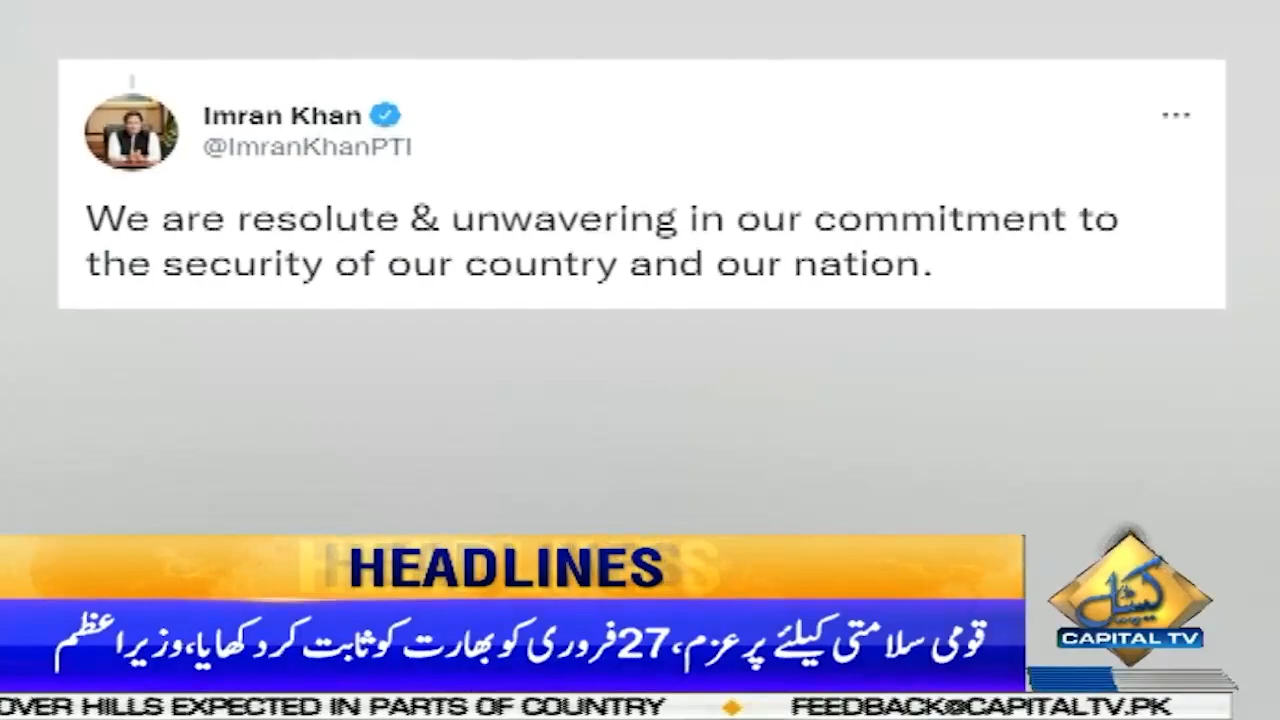 Imran Khan
@ImranKhanPTI
We are resolute & unwavering in our commitment to
the security of our country and our nation.
HEADLINES
قومی سلامتی کیلئے پرعزم، 27فروری کو بھارت کو ثابت کر دکھایا، وزیراعظم
کیپیٹل
CAPITAL TV
OVER HILLS EXPECTED IN PARTS OF COUNTRY FEEDBACK@CAPITALTV.PK